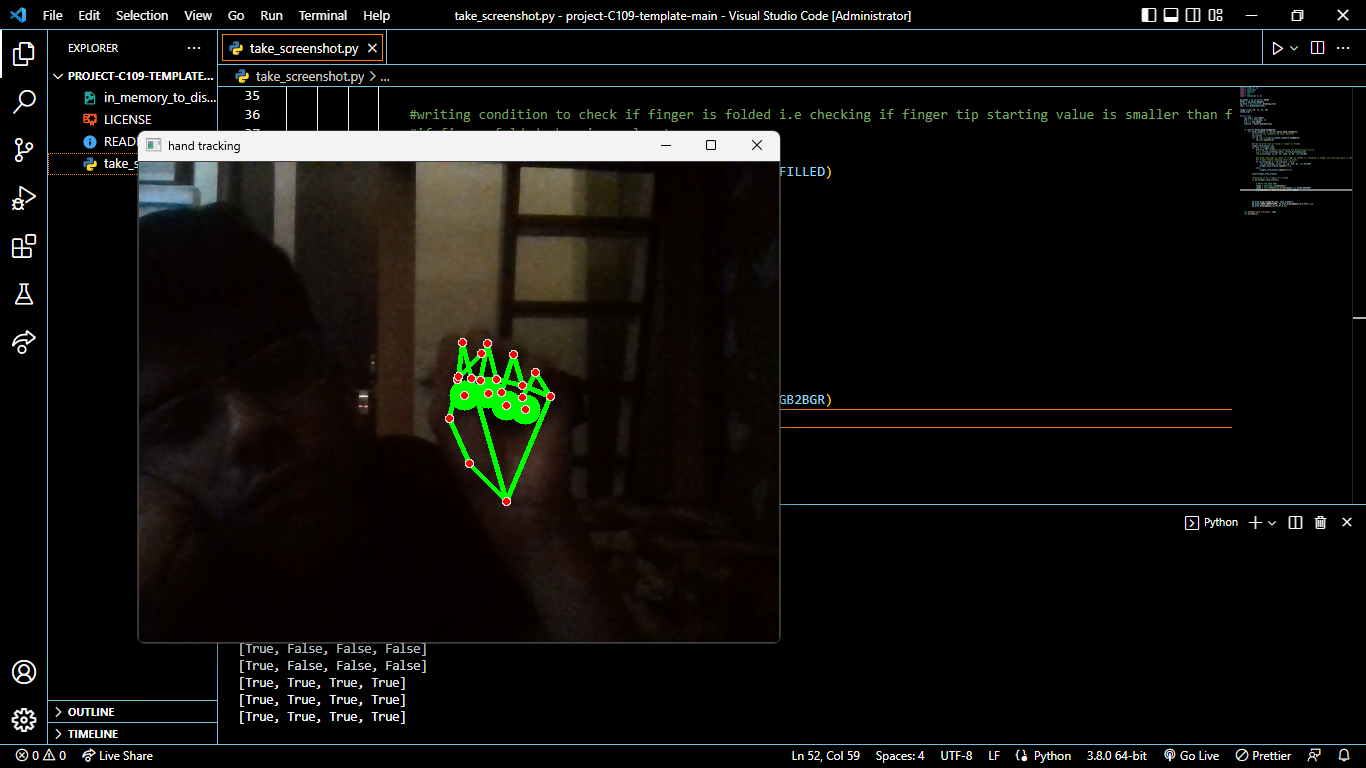 File Edit Selection View Go Run Terminal Help
take_screenshot.py - project-C109-template-main - Visual Studio Code [Administrator]
EXPLORER
take_screenshot.py
PROJECT-C109-TEMPLATE...
take_screenshot.py > ...
in_memory_to_dis...
LICENSE
READ
take_s
35
36
#writing condition to check if finger is folded i.e checking if finger tip starting value is smaller than f
hand tracking
FILLED)
GB2BGR)
Python
[True, False, False, False]
[True, False, False, False]
[True, True, True, True]
[True, True, True, True]
[True, True, True, True]
OUTLINE
TIMELINE
0 0 Live Share
Ln 52, Col 59 Spaces: 4 UTF-8 LF Python 3.8.0 64-bit Go Live Prettier